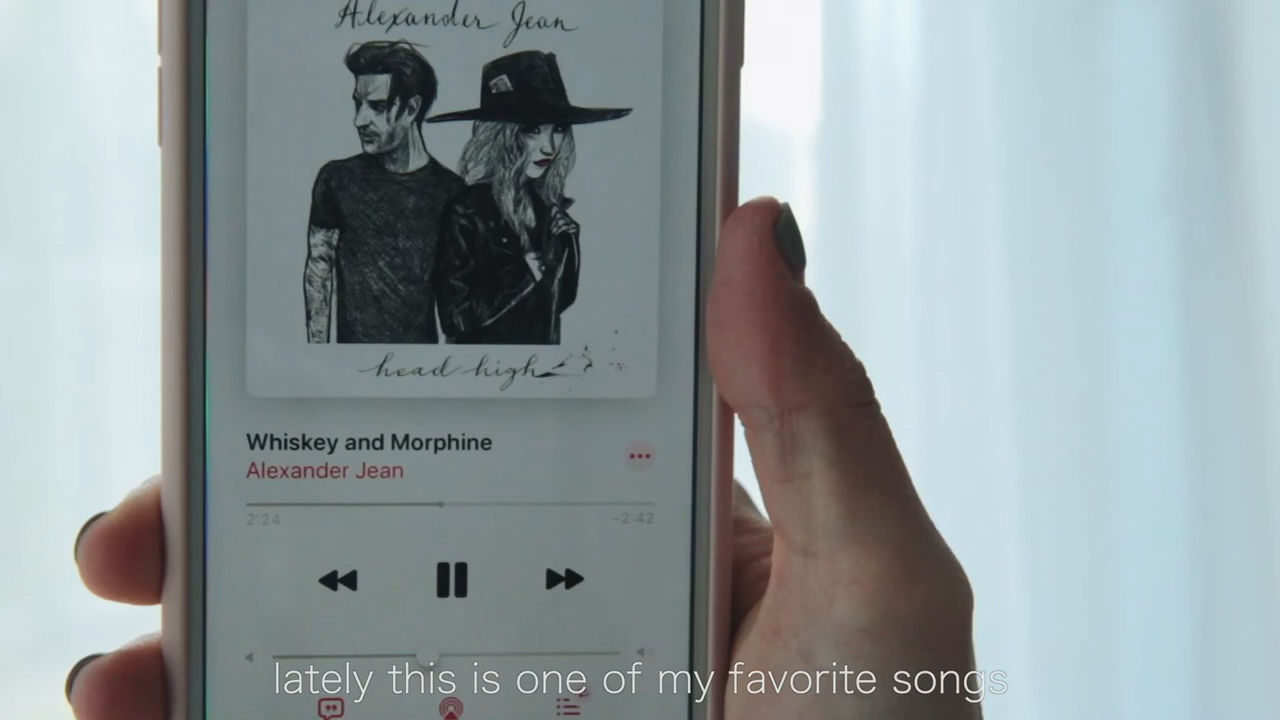 Alexander Jean
head high
Whiskey and Morphine
Alexander Jean
2:24
-2:42
lately this is one of my favorite songs